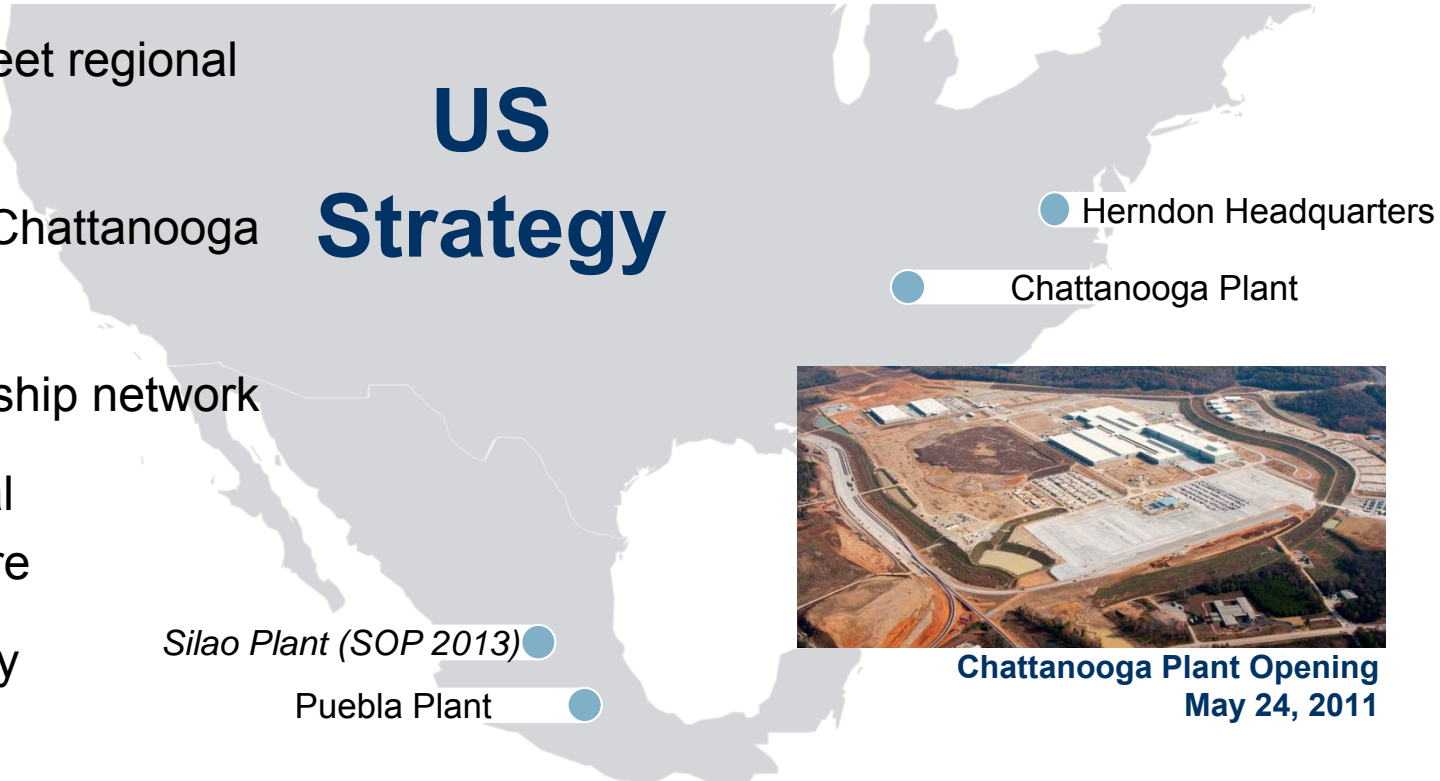 eet regional
US
Strategy
Chattanooga
ship network
al
re
y
Herndon Headquarters
Chattanooga Plant
Silao Plant (SOP 2013)
Puebla Plant
Chattanooga Plant Opening
May 24, 2011